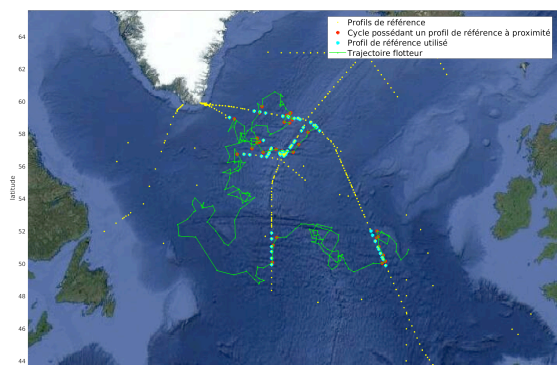 Profils de référence
Cycle possédant un profil de référence à proximité
Profil de référence utilisé
Trajectoire flotteur
64
62
60
58
56
54
52
50
48
46
44
latitude